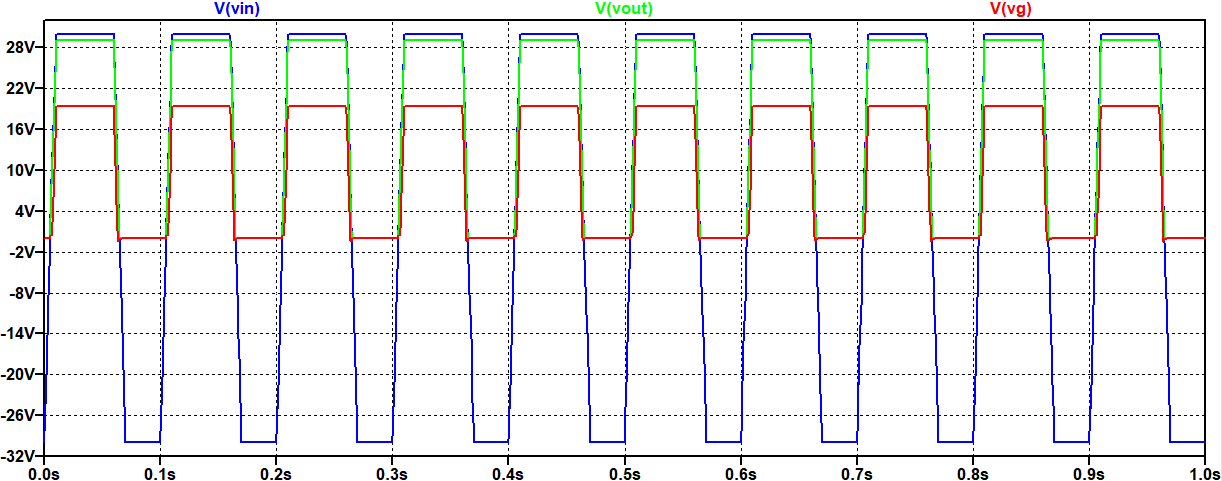 V(vin) V(vout) V(vg)
28V
22V
16V
10V
4V
-2V
-8V
-14V
-20V
-26V
-32V
0.0s 0.1s 0.2s 0.3s 0.4s 0.5s 0.6s 0.7s 0.8s 0.9s 1.0s